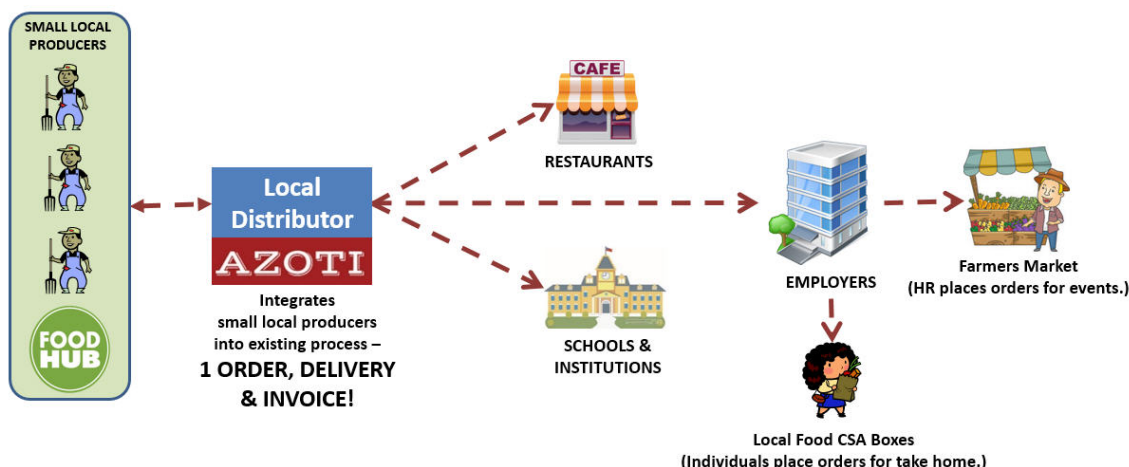 SMALL LOCAL
PRODUCERS
FOOD
HUB
Local
Distributor
AZOTI
Integrates
small local producers
into existing process –
1 ORDER, DELIVERY
& INVOICE!
CAFE
RESTAURANTS
SCHOOLS &
INSTITUTIONS
EMPLOYERS
Farmers Market
(HR places orders for events.)
Local Food CSA Boxes
(Individuals place orders for take home.)